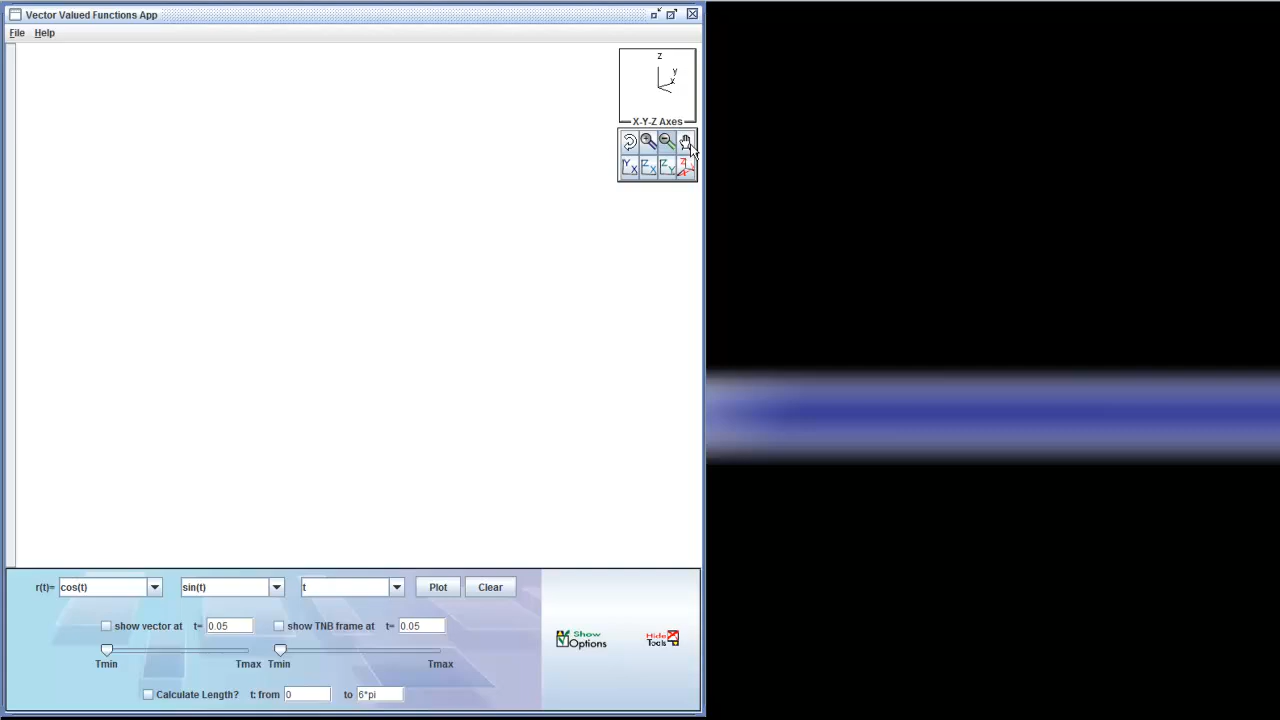 Vector Valued Functions App
File Help
Z
Y
X
X-Y-Z Axes
Y X Z X Z Y Z
r(t)= cos(t) sin(t) t Plot Clear
show vector at t= 0.05 show TNB frame at t= 0.05
Tmin Tmax Tmin Tmax
Show Options
Hide Tools
Calculate Length? t: from 0 to 6*pi